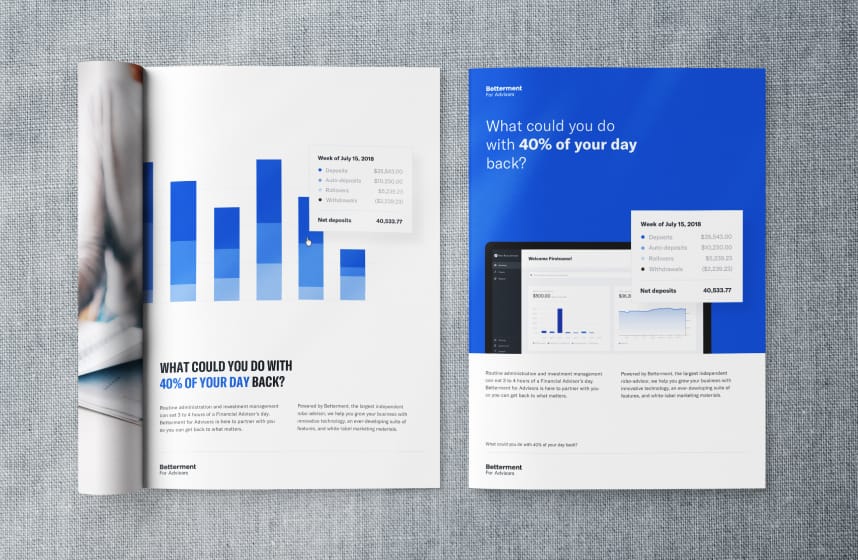 Week of July 15, 2018
Deposits
Auto-deposits $10,230.00
Rollovers $5,239.23
Withdrawals ($2,239.23)
Net deposits 40,533.77
WHAT COULD YOU DO WITH
40% OF YOUR DAY BACK?
Routine administration and investment management
can eat 3 to 4 hours of a Financial Advisor's day.
Betterment for Advisors is here to partner with you
so you can get back to what matters.
Powered by Betterment, the largest independent
robo-advisor, we help you grow your business with
innovative technology, an ever developing suite of
features, and white-label marketing materials.
Betterment
For Advisors
Betterment
For Advisors
What could you do
with 40% of your day
back?
Week of July 15, 2018
Deposits
Auto-deposits $10,230.00
Rollovers $5,239.23
Withdrawals ($2,239.23)
Net deposits 40,533.77
Welcome Firstname!
$100.00
Routine administration and investment management
can eat 3 to 4 hours of a Financial Advisor's day.
Betterment for Advisors is here to partner with you
so you can get back to what matters.
Powered by Betterment, the largest independent
robo-advisor, we help you grow your business with
innovative technology, an ever developing suite of
features, and white-label marketing materials.
What could you do with 40% of your day back?
Betterment
For Advisors